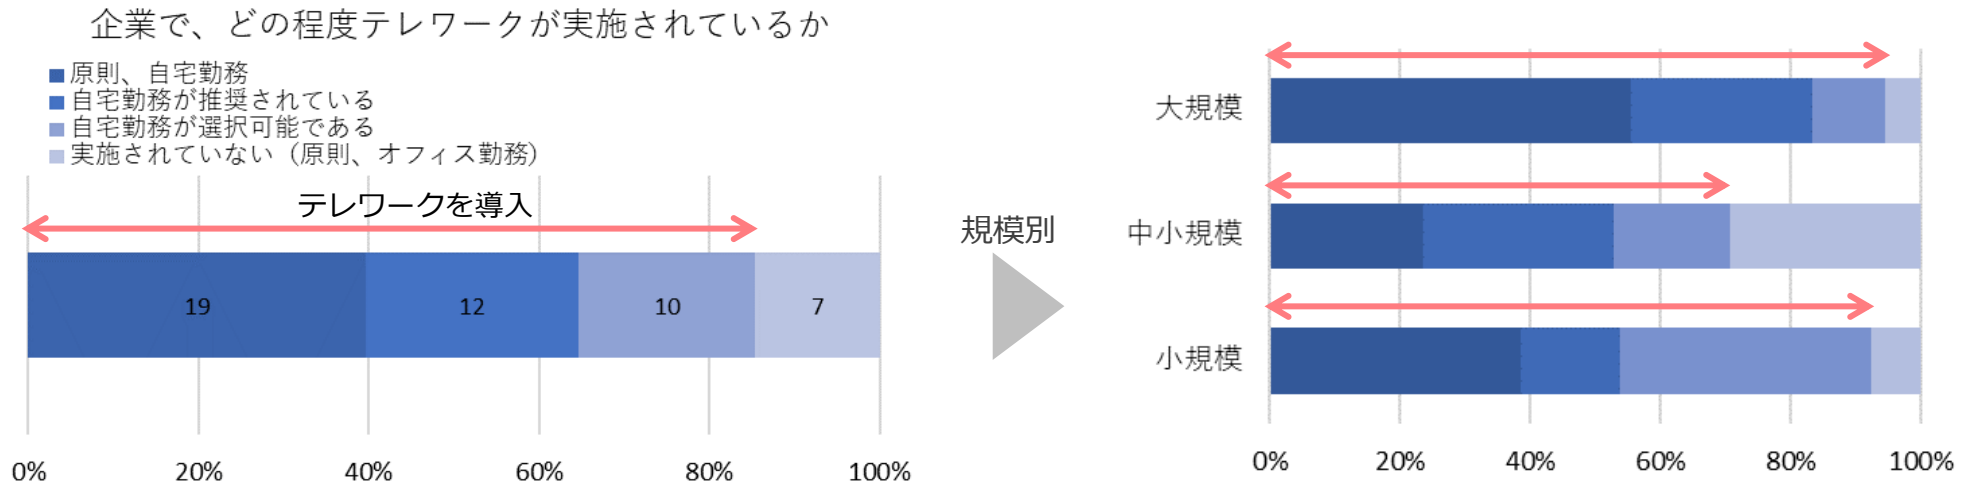 企業で、どの程度テレワークが実施されているか
原則、自宅勤務
自宅勤務が推奨されている
自宅勤務が選択可能である
実施されていない（原則、オフィス勤務）
テレワークを導入
19 12 10 7
0% 20% 40% 60% 80% 100%
規模別
大規模
中小規模
小規模
0% 20% 40% 60% 80% 100%